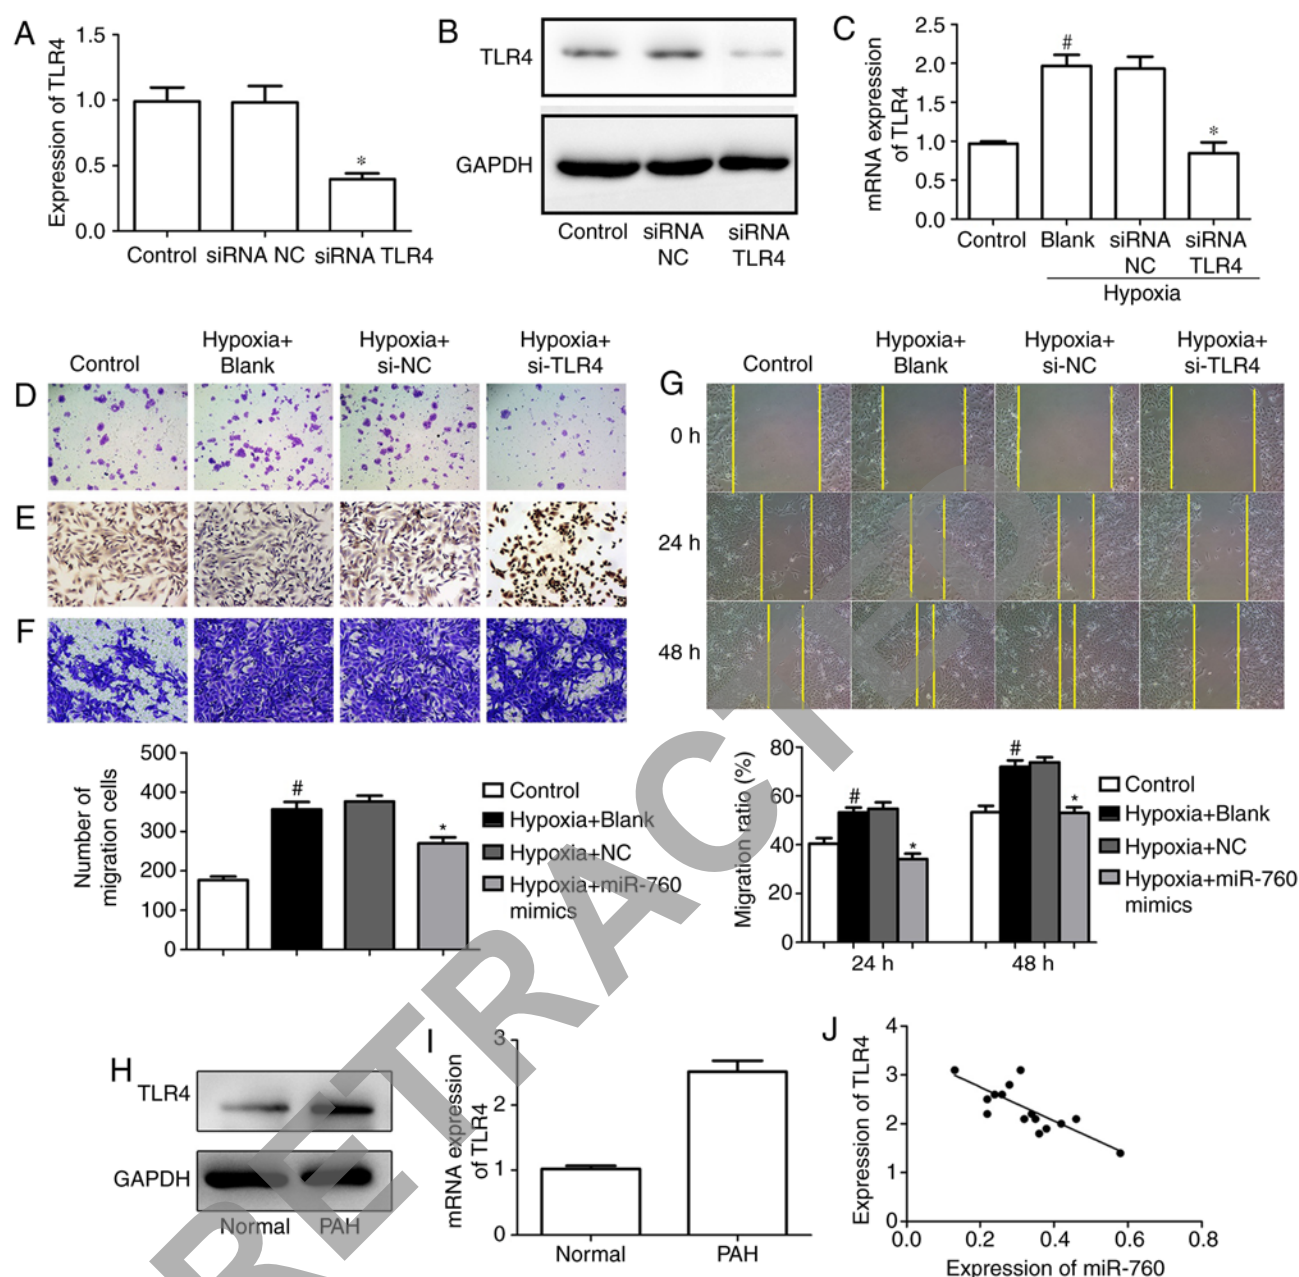 A
Expression of TLR4
1.5
1.0
0.5
0.0
*
Control siRNA NC siRNA TLR4
B
TLR4
GAPDH
Control siRNA NC siRNA TLR4
C
mRNA expression
of TLR4
2.5
2.0
1.5
1.0
0.5
0.0
#
*
Control Blank siRNA NC siRNA TLR4
Hypoxia
Control
Hypoxia+
Blank
Hypoxia+
si-NC
Hypoxia+
si-TLR4
D
E
F
Number of
migration cells
500
400
300
200
100
0
#
*
Control
Hypoxia+Blank
Hypoxia+NC
Hypoxia+miR-760
mimics
G
Control
Hypoxia+
Blank
Hypoxia+
si-NC
Hypoxia+
si-TLR4
0 h
24 h
48 h
Migration ratio (%)
80
60
40
20
0
#
*
#
*
24 h 48 h
Control
Hypoxia+Blank
Hypoxia+NC
Hypoxia+miR-760
mimics
H
TLR4
GAPDH
Normal PAH
I
mRNA expression
of TLR4
3
2
1
0
Normal PAH
J
Expression of TLR4
4
3
2
1
0
0.0 0.2 0.4 0.6 0.8
Expression of miR-760
RETRACTED